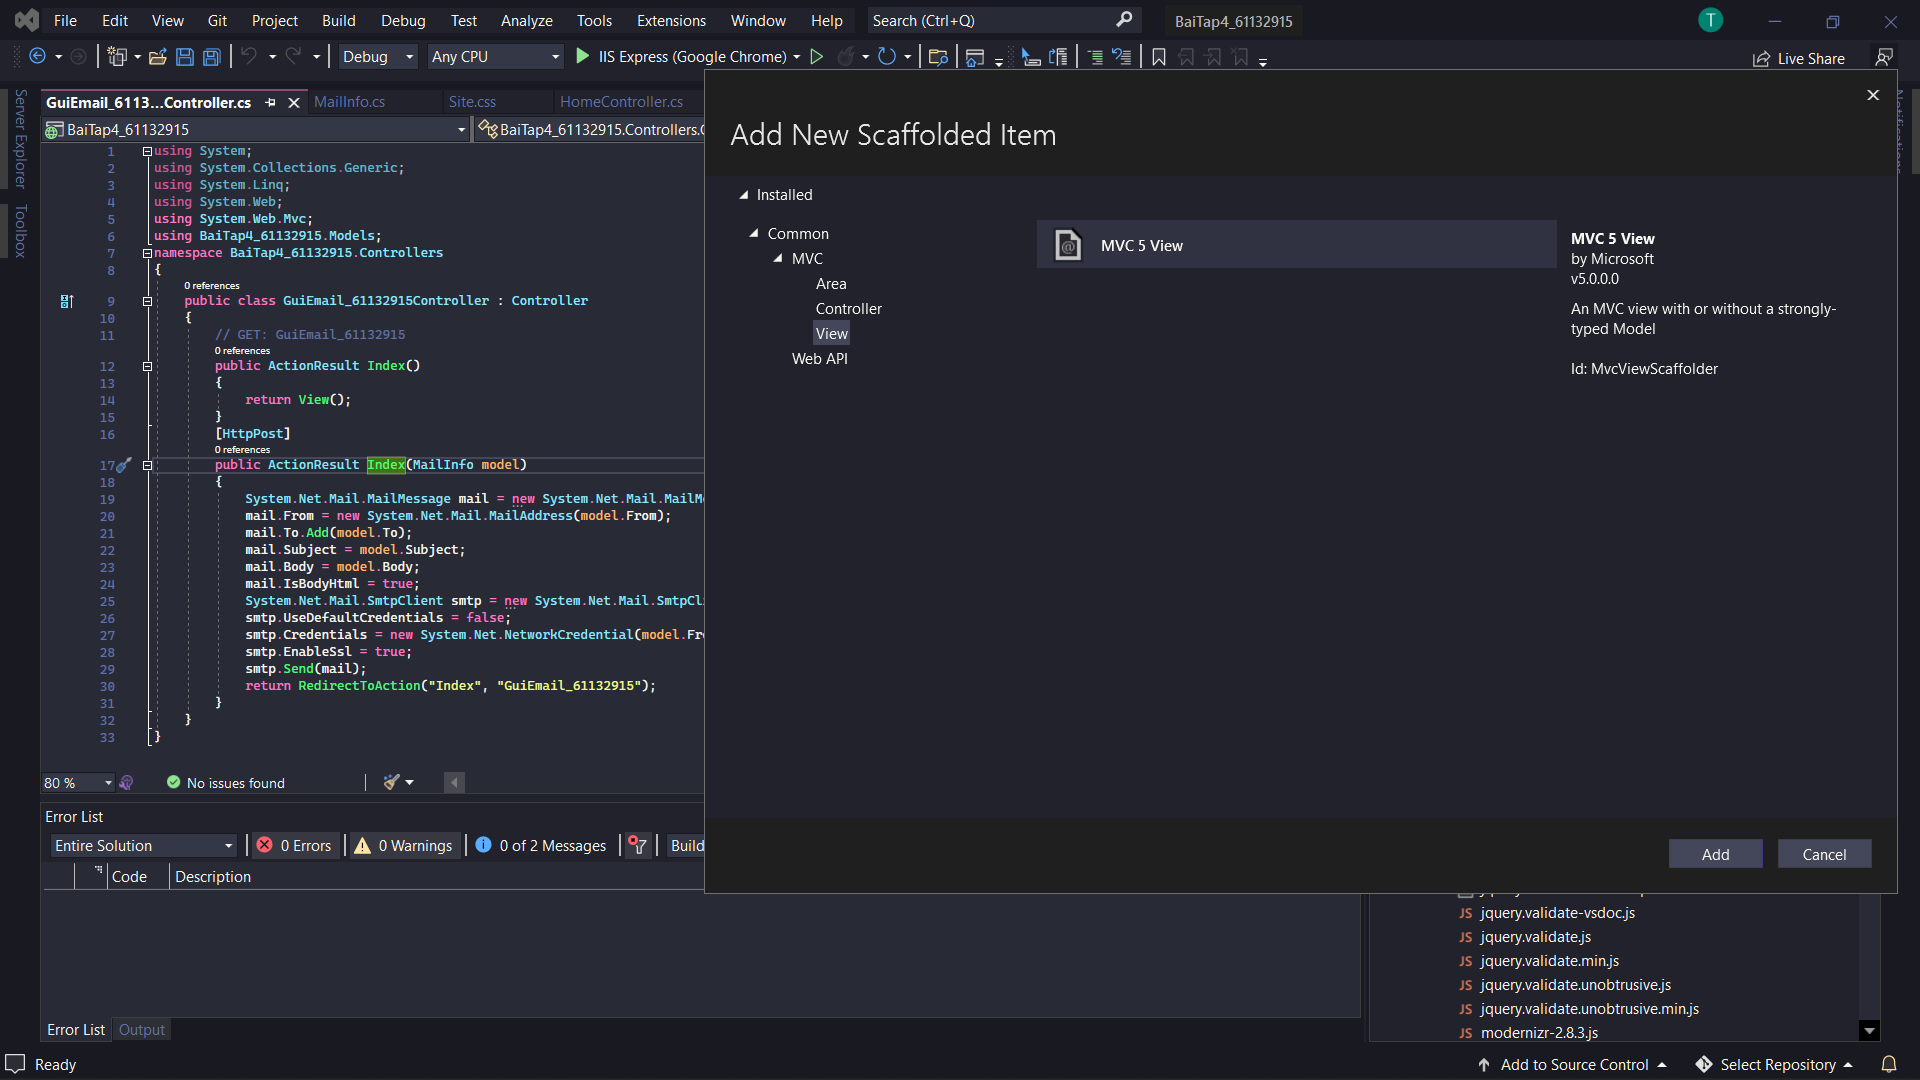 File Edit View Git Project Build Debug Test Analyze Tools Extensions Window Help Search (Ctrl+Q) BaiTap4_61132915 T
Debug Any CPU IIS Express (Google Chrome) Live Share
Server Explorer
Toolbox
Notifications
GuiEmail_6113...Controller.cs MailInfo.cs Site.css HomeController.cs
BaiTap4_61132915 BaiTap4_61132915.Controllers.
1 using System;
2 using System.Collections.Generic;
3 using System.Linq;
4 using System.Web;
5 using System.Web.Mvc;
6 using BaiTap4_61132915.Models;
7 namespace BaiTap4_61132915.Controllers
8 {
0 references
9 public class GuiEmail_61132915Controller : Controller
10 {
11 // GET: GuiEmail_61132915
0 references
12 public ActionResult Index()
13 {
14 return View();
15 }
16 [HttpPost]
0 references
17 public ActionResult Index(MailInfo model)
18 {
19 System.Net.Mail.MailMessage mail = new System.Net.Mail.MailM
20 mail.From = new System.Net.Mail.MailAddress(model.From);
21 mail.To.Add(model.To);
22 mail.Subject = model.Subject;
23 mail.Body = model.Body;
24 mail.IsBodyHtml = true;
25 System.Net.Mail.SmtpClient smtp = new System.Net.Mail.SmtpCl
26 smtp.UseDefaultCredentials = false;
27 smtp.Credentials = new System.Net.NetworkCredential(model.Fr
28 smtp.EnableSsl = true;
29 smtp.Send(mail);
30 return RedirectToAction("Index", "GuiEmail_61132915");
31 }
32 }
33 }
80 % No issues found
Error List
Entire Solution 0 Errors 0 Warnings 0 of 2 Messages Build
Code Description
Error List Output
Add New Scaffolded Item
Installed
Common
MVC
Area
Controller
View
Web API
MVC 5 View
MVC 5 View
by Microsoft
v5.0.0.0
An MVC view with or without a strongly-
typed Model
Id: MvcViewScaffolder
Add Cancel
JS jquery.validate-vsdoc.js
JS jquery.validate.js
JS jquery.validate.min.js
JS jquery.validate.unobtrusive.js
JS jquery.validate.unobtrusive.min.js
JS modernizr-2.8.3.js
Ready Add to Source Control Select Repository